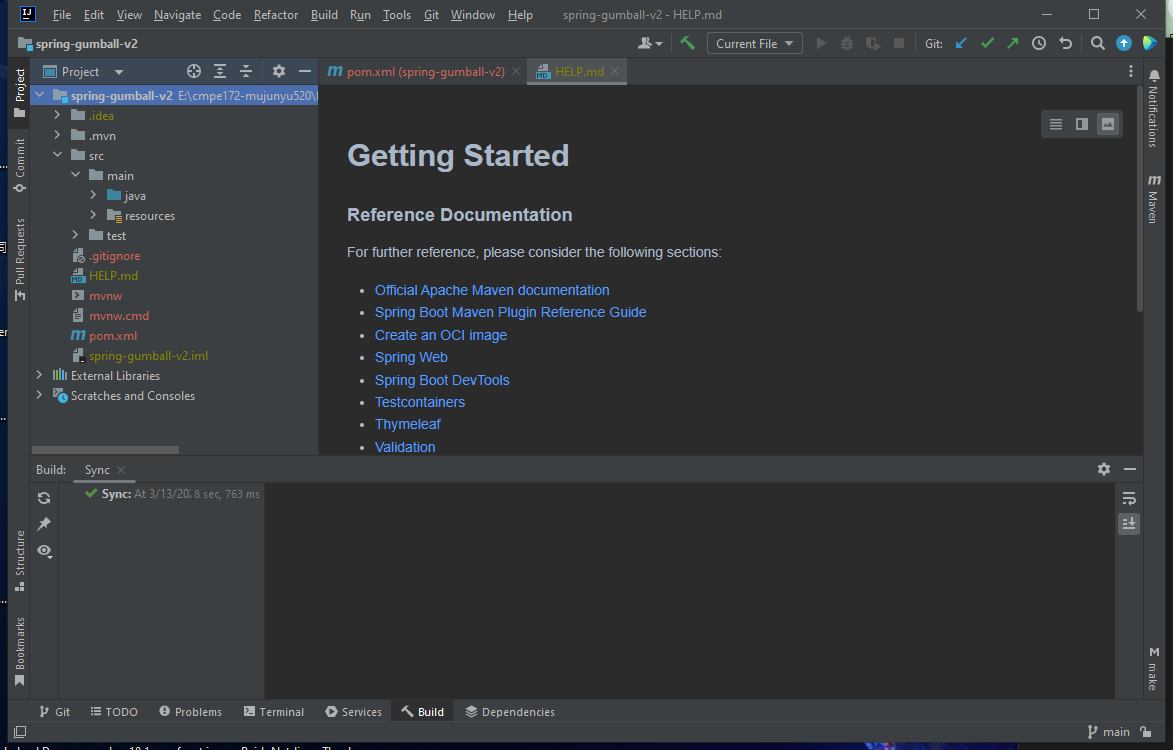 IJ File Edit View Navigate Code Refactor Build Run Tools Git Window Help spring-gumball-v2 - HELP.md
spring-gumball-v2 Current File Git:
Project
pom.xml (spring-gumball-v2) HELP.md
spring-gumball-v2 E:\cmpe172-mujunyu520\
.idea
.mvn
src
main
java
resources
test
.gitignore
HELP.md
mvnw
mvnw.cmd
pom.xml
spring-gumball-v2.iml
External Libraries
Scratches and Consoles
Getting Started
Reference Documentation
For further reference, please consider the following sections:
• Official Apache Maven documentation
• Spring Boot Maven Plugin Reference Guide
• Create an OCI image
• Spring Web
• Spring Boot DevTools
• Testcontainers
• Thymeleaf
• Validation
Project
Commit
Pull Requests
Structure
Bookmarks
Notifications
Maven
make
Build: Sync
Sync: At 3/13/20 8 sec, 763 ms
Git TODO Problems Terminal Services Build Dependencies
main